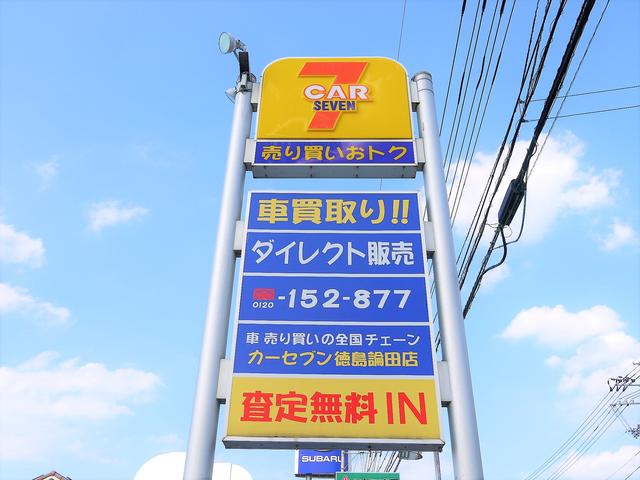 7
CAR
SEVEN
売り買いおトク
車買取り!!
ダイレクト販売
0120-152-877
車 売り買いの全国チェーン
カーセブン徳島論田店
査定無料IN
SUBARU